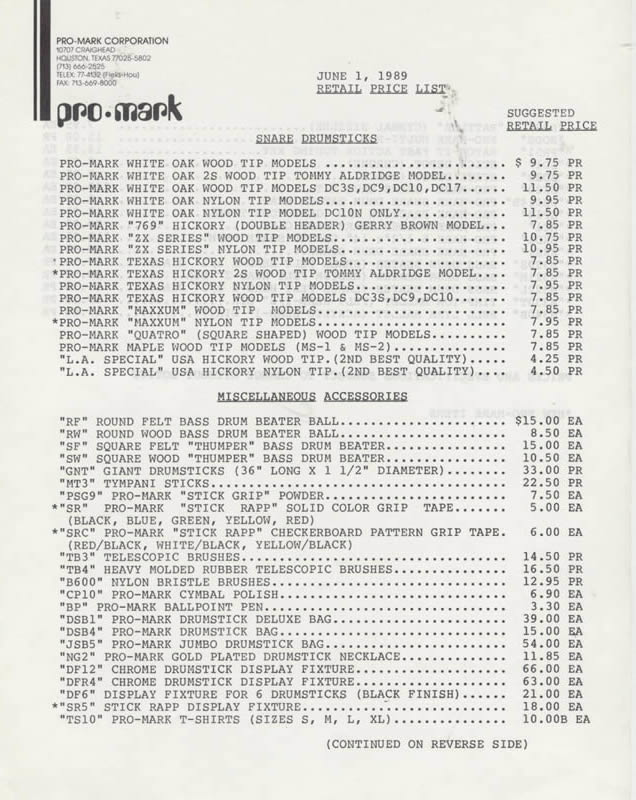 PRO-MARK CORPORATION
10707 CRAIGHEAD
HOUSTON, TEXAS 77025-5802
(713) 666-2525
TELEX: 77-4132 (Fieks-Hou)
FAX: 713-669-8000
pro·mark
JUNE 1, 1989
RETAIL PRICE LIST
SUGGESTED
RETAIL PRICE
SNARE DRUMSTICKS
PRO-MARK WHITE OAK WOOD TIP MODELS ........................ $ 9.75 PR
PRO-MARK WHITE OAK 2S WOOD TIP TOMMY ALDRIDGE MODEL........ 9.75 PR
PRO-MARK WHITE OAK WOOD TIP MODELS DC3S,DC9,DC10,DC17...... 11.50 PR
PRO-MARK WHITE OAK NYLON TIP MODELS........................ 9.95 PR
PRO-MARK WHITE OAK NYLON TIP MODEL DC10N ONLY.............. 11.50 PR
PRO-MARK "769" HICKORY (DOUBLE HEADER) GERRY BROWN MODEL... 7.85 PR
PRO-MARK "ZX SERIES" WOOD TIP MODELS....................... 10.75 PR
PRO-MARK "ZX SERIES" NYLON TIP MODELS...................... 10.95 PR
PRO-MARK TEXAS HICKORY WOOD TIP MODELS..................... 7.85 PR
*PRO-MARK TEXAS HICKORY 2S WOOD TIP TOMMY ALDRIDGE MODEL.... 7.85 PR
PRO-MARK TEXAS HICKORY NYLON TIP MODELS.................... 7.95 PR
PRO-MARK TEXAS HICKORY WOOD TIP MODELS DC3S,DC9,DC10....... 7.85 PR
PRO-MARK "MAXXUM" WOOD TIP MODELS......................... 7.85 PR
*PRO-MARK "MAXXUM" NYLON TIP MODELS......................... 7.95 PR
PRO-MARK "QUATRO" (SQUARE SHAPED) WOOD TIP MODELS.......... 7.85 PR
PRO-MARK MAPLE WOOD TIP MODELS (MS-1 & MS-2)............... 7.85 PR
"L.A. SPECIAL" USA HICKORY WOOD TIP.(2ND BEST QUALITY)..... 4.25 PR
"L.A. SPECIAL" USA HICKORY NYLON TIP.(2ND BEST QUALITY).... 4.50 PR
MISCELLANEOUS ACCESSORIES
"RF" ROUND FELT BASS DRUM BEATER BALL...................... $15.00 EA
"RW" ROUND WOOD BASS DRUM BEATER BALL...................... 8.50 EA
"SF" SQUARE FELT "THUMPER" BASS DRUM BEATER................ 15.00 EA
"SW" SQUARE WOOD "THUMPER" BASS DRUM BEATER................ 10.50 EA
"GNT" GIANT DRUMSTICKS (36" LONG X 1 1/2" DIAMETER)........ 33.00 PR
"MT3" TYMPANI STICKS....................................... 22.50 PR
"PSG9" PRO-MARK "STICK GRIP" POWDER........................ 7.50 EA
*"SR" PRO-MARK "STICK RAPP" SOLID COLOR GRIP TAPE....... 5.00 EA
(BLACK, BLUE, GREEN, YELLOW, RED)
*"SRC" PRO-MARK "STICK RAPP" CHECKERBOARD PATTERN GRIP TAPE. 6.00 EA
(RED/BLACK, WHITE/BLACK, YELLOW/BLACK)
"TB3" TELESCOPIC BRUSHES................................... 14.50 PR
"TB4" HEAVY MOLDED RUBBER TELESCOPIC BRUSHES............... 16.50 PR
"B600" NYLON BRISTLE BRUSHES............................... 12.95 PR
"CP10" PRO-MARK CYMBAL POLISH.............................. 6.90 EA
"BP" PRO-MARK BALLPOINT PEN................................ 3.30 EA
"DSB1" PRO-MARK DRUMSTICK DELUXE BAG....................... 39.00 EA
"DSB4" PRO-MARK DRUMSTICK BAG.............................. 15.00 EA
"JSB5" PRO-MARK JUMBO DRUMSTICK BAG........................ 54.00 EA
"NG2" PRO-MARK GOLD PLATED DRUMSTICK NECKLACE.............. 11.85 EA
"DF12" CHROME DRUMSTICK DISPLAY FIXTURE.................... 66.00 EA
"DFR4" CHROME DRUMSTICK DISPLAY FIXTURE.................... 63.00 EA
"DF6" DISPLAY FIXTURE FOR 6 DRUMSTICKS (BLACK FINISH)...... 21.00 EA
*"SR5" STICK RAPP DISPLAY FIXTURE........................... 18.00 EA
"TS10" PRO-MARK T-SHIRTS (SIZES S, M, L, XL)............... 10.00B EA
(CONTINUED ON REVERSE SIDE)